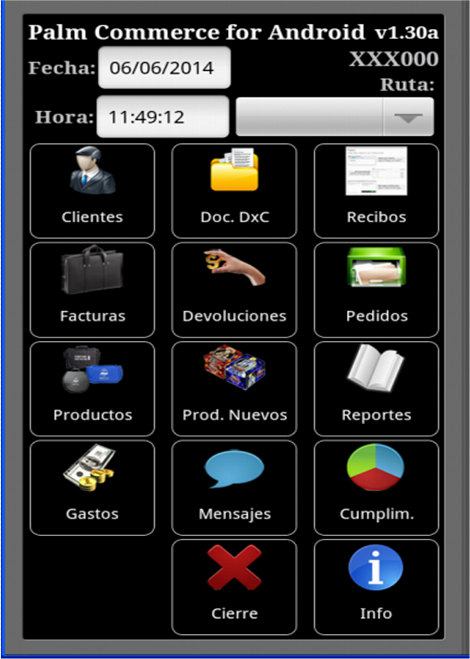 Palm Commerce for Android v1.30a
Fecha: 06/06/2014 XXX000
Ruta:
Hora: 11:49:12
Clientes Doc. DxC Recibos
Facturas Devoluciones Pedidos
Productos Prod. Nuevos Reportes
Gastos Mensajes Cumplim.
Cierre Info